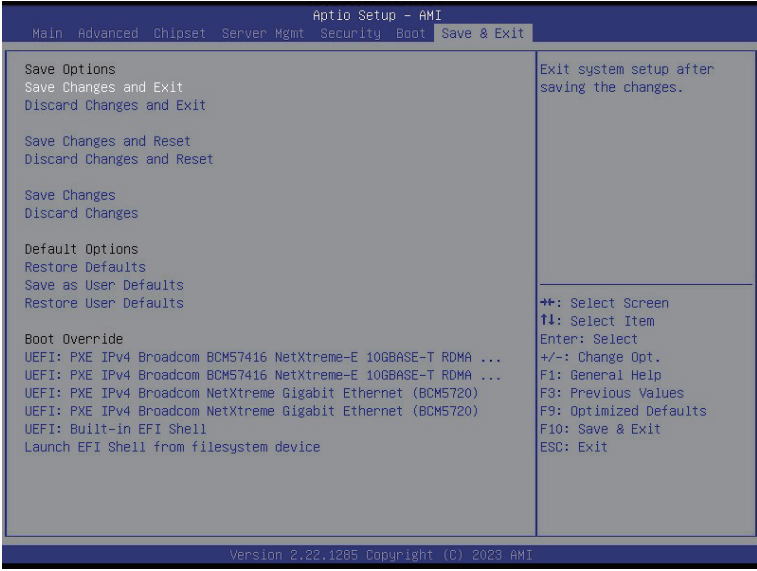 Aptio Setup – AMI
Main Advanced Chipset Server Mgmt Security Boot Save & Exit
Save Options
Save Changes and Exit
Discard Changes and Exit
Save Changes and Reset
Discard Changes and Reset
Save Changes
Discard Changes
Default Options
Restore Defaults
Save as User Defaults
Restore User Defaults
Boot Override
UEFI: PXE IPv4 Broadcom BCM57416 NetXtreme-E 10GBASE-T RDMA ...
UEFI: PXE IPv4 Broadcom BCM57416 NetXtreme-E 10GBASE-T RDMA ...
UEFI: PXE IPv4 Broadcom NetXtreme Gigabit Ethernet (BCM5720)
UEFI: PXE IPv4 Broadcom NetXtreme Gigabit Ethernet (BCM5720)
UEFI: Built-in EFI Shell
Launch EFI Shell from filesystem device
Exit system setup after
saving the changes.
→←: Select Screen
↑↓: Select Item
Enter: Select
+/-: Change Opt.
F1: General Help
F3: Previous Values
F9: Optimized Defaults
F10: Save & Exit
ESC: Exit
Version 2.22.1285 Copyright (C) 2023 AMI